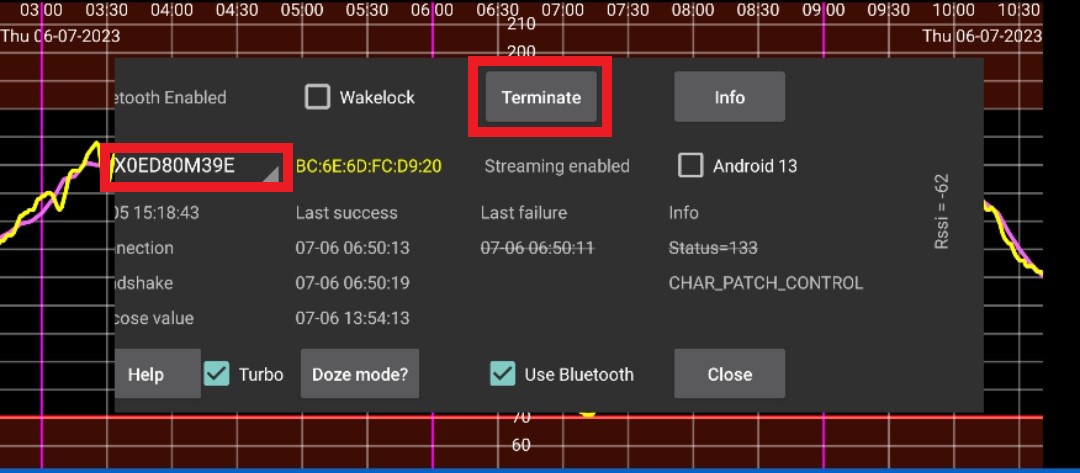 03:00 03:30 04:00 04:30 05:00 05:30 06:00 06:30 07:00 07:30 08:00 08:30 09:00 09:30 10:00 10:30
210
Thu 06-07-2023 Thu 06-07-2023
200
etooth Enabled Wakelock Terminate Info
X0ED80M39E BC:6E:6D:FC:D9:20 Streaming enabled Android 13
05 15:18:43 Last success Last failure Info
Rssi = -62
nnection 07-06 06:50:13 07-06 06:50:11 Status=133
ndshake 07-06 06:50:19 CHAR_PATCH_CONTROL
cose value 07-06 13:54:13
Help Turbo Doze mode? Use Bluetooth Close
70
60